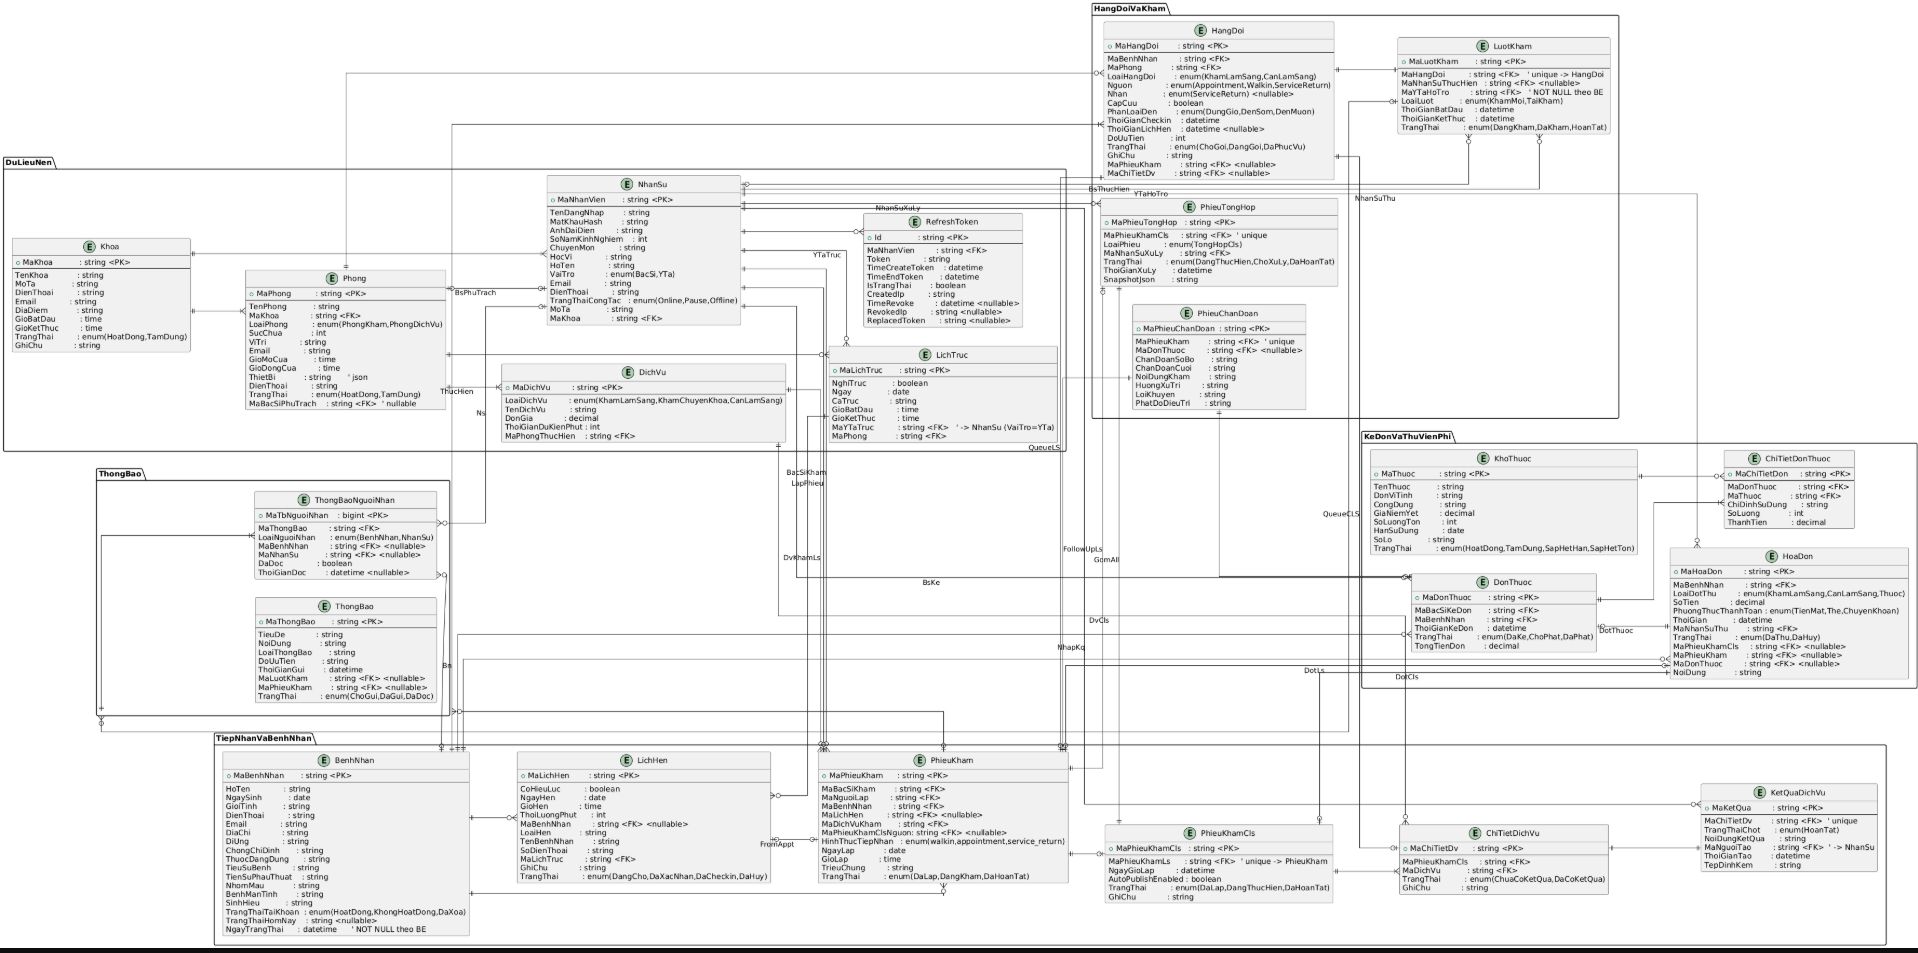 HangDoiVaKham
E HangDoi
MaHangDoi : string <PK>
MaBenhNhan : string <FK>
MaPhong : string <FK>
LoaiHangDoi : enum(KhamLamSang,CanLamSang)
Nguon : enum(Appointment,Walkin,ServiceReturn)
Nhan : enum(ServiceReturn) <nullable>
CapCuu : boolean
PhanLoaiDen : enum(DungGio,DenSom,DenMuon)
ThoiGianCheckin : datetime
ThoiGianLichHen : datetime <nullable>
DoUuTien : int
TrangThai : enum(ChoGoi,DangGoi,DaPhucVu)
GhiChu : string
MaPhieuKham : string <FK> <nullable>
MaChiTietDv : string <FK> <nullable>
E LuotKham
MaLuotKham : string <PK>
MaHangDoi : string <FK> ' unique -> HangDoi
MaNhanSuThucHien : string <FK> <nullable>
MaYTaHoTro : string <FK> ' NOT NULL theo BE
LoaiLuot : enum(KhamMoi,TaiKham)
ThoiGianBatDau : datetime
ThoiGianKetThuc : datetime
TrangThai : enum(DangKham,DaKham,HoanTat)
BsThucHien
YTaHoTro
NhanSuThu
NhanSuXuLy
E PhieuTongHop
MaPhieuTongHop : string <PK>
MaPhieuKhamCls : string <FK> ' unique
LoaiPhieu : enum(TongHopCls)
MaNhanSuXuLy : string <FK>
TrangThai : enum(DangThucHien,ChoXuLy,DaHoanTat)
ThoiGianXuLy : datetime
SnapshotJson : string
E PhieuChanDoan
MaPhieuChanDoan : string <PK>
MaPhieuKham : string <FK> ' unique
MaDonThuoc : string <FK> <nullable>
ChanDoanSoBo : string
ChanDoanCuoi : string
NoiDungKham : string
HuongXuTri : string
LoiKhuyen : string
PhatDoDieuTri : string
DuLieuNen
E Khoa
MaKhoa : string <PK>
TenKhoa : string
MoTa : string
DienThoai : string
Email : string
DiaDiem : string
GioBatDau : time
GioKetThuc : time
TrangThai : enum(HoatDong,TamDung)
GhiChu : string
E Phong
MaPhong : string <PK>
TenPhong : string
MaKhoa : string <FK>
LoaiPhong : enum(PhongKham,PhongDichVu)
SucChua : int
ViTri : string
Email : string
GioMoCua : time
GioDongCua : time
ThietBi : string ' json
DienThoai : string
TrangThai : enum(HoatDong,TamDung)
MaBacSiPhuTrach : string <FK> ' nullable
E NhanSu
MaNhanVien : string <PK>
TenDangNhap : string
MatKhauHash : string
AnhDaiDien : string
SoNamKinhNghiem : int
ChuyenMon : string
HocVi : string
HoTen : string
VaiTro : enum(BacSi,YTa)
Email : string
DienThoai : string
TrangThaiCongTac : enum(Online,Pause,Offline)
MoTa : string
MaKhoa : string <FK>
E RefreshToken
Id : string <PK>
MaNhanVien : string <FK>
Token : string
TimeCreateToken : datetime
TimeEndToken : datetime
IsTrangThai : boolean
CreatedIp : string
TimeRevoke : datetime <nullable>
RevokedIp : string <nullable>
ReplacedToken : string <nullable>
YTaTruc
BsPhuTrach
ThucHien
Ns
E DichVu
MaDichVu : string <PK>
LoaiDichVu : enum(KhamLamSang,KhamChuyenKhoa,CanLamSang)
TenDichVu : string
DonGia : decimal
ThoiGianDuKienPhut : int
MaPhongThucHien : string <FK>
E LichTruc
MaLichTruc : string <PK>
NghiTruc : boolean
Ngay : date
CaTruc : string
GioBatDau : time
GioKetThuc : time
MaYTaTruc : string <FK> ' -> NhanSu (VaiTro=YTa)
MaPhong : string <FK>
QueueLS
BacSiKham
LapPhieu
QueueCLS
FollowUpLs
GomAll
DvKhamLs
BsKe
DvCls
NhapKq
DotLs
DotCls
DotThuoc
KeDonVaThuVienPhi
E KhoThuoc
MaThuoc : string <PK>
TenThuoc : string
DonViTinh : string
CongDung : string
GiaNiemYet : decimal
SoLuongTon : int
HanSuDung : date
SoLo : string
TrangThai : enum(HoatDong,TamDung,SapHetHan,SapHetTon)
E ChiTietDonThuoc
MaChiTietDon : string <PK>
MaDonThuoc : string <FK>
MaThuoc : string <FK>
ChiDinhSuDung : string
SoLuong : int
ThanhTien : decimal
E DonThuoc
MaDonThuoc : string <PK>
MaBacSiKeDon : string <FK>
MaBenhNhan : string <FK>
ThoiGianKeDon : datetime
TrangThai : enum(DaKe,ChoPhat,DaPhat)
TongTienDon : decimal
E HoaDon
MaHoaDon : string <PK>
MaBenhNhan : string <FK>
LoaiDotThu : enum(KhamLamSang,CanLamSang,Thuoc)
SoTien : decimal
PhuongThucThanhToan : enum(TienMat,The,ChuyenKhoan)
ThoiGian : datetime
MaNhanSuThu : string <FK>
TrangThai : enum(DaThu,DaHuy)
MaPhieuKhamCls : string <FK> <nullable>
MaPhieuKham : string <FK> <nullable>
MaDonThuoc : string <FK> <nullable>
NoiDung : string
ThongBao
E ThongBaoNguoiNhan
MaTbNguoiNhan : bigint <PK>
MaThongBao : string <FK>
LoaiNguoiNhan : enum(BenhNhan,NhanSu)
MaBenhNhan : string <FK> <nullable>
MaNhanSu : string <FK> <nullable>
DaDoc : boolean
ThoiGianDoc : datetime <nullable>
E ThongBao
MaThongBao : string <PK>
TieuDe : string
NoiDung : string
LoaiThongBao : string
DoUuTien : string
ThoiGianGui : datetime
MaLuotKham : string <FK> <nullable>
MaPhieuKham : string <FK> <nullable>
TrangThai : enum(ChoGui,DaGui,DaDoc)
Bn
TiepNhanVaBenhNhan
E BenhNhan
MaBenhNhan : string <PK>
HoTen : string
NgaySinh : date
GioiTinh : string
DienThoai : string
Email : string
DiaChi : string
DiUng : string
ChongChiDinh : string
ThuocDangDung : string
TieuSuBenh : string
TienSuPhauThuat : string
NhomMau : string
BenhManTinh : string
SinhHieu : string
TrangThaiTaiKhoan : enum(HoatDong,KhongHoatDong,DaXoa)
TrangThaiHomNay : string <nullable>
NgayTrangThai : datetime ' NOT NULL theo BE
E LichHen
MaLichHen : string <PK>
CoHieuLuc : boolean
NgayHen : date
GioHen : time
ThoiLuongPhut : int
MaBenhNhan : string <FK> <nullable>
LoaiHen : string
TenBenhNhan : string
SoDienThoai : string
MaLichTruc : string <FK>
GhiChu : string
TrangThai : enum(DangCho,DaXacNhan,DaCheckin,DaHuy)
FromAppt
E PhieuKham
MaPhieuKham : string <PK>
MaBacSiKham : string <FK>
MaNguoiLap : string <FK>
MaBenhNhan : string <FK>
MaLichHen : string <FK> <nullable>
MaDichVuKham : string <FK>
MaPhieuKhamClsNguon: string <FK> <nullable>
HinhThucTiepNhan : enum(walkin,appointment,service_return)
NgayLap : date
GioLap : time
TrieuChung : string
TrangThai : enum(DaLap,DangKham,DaHoanTat)
E PhieuKhamCls
MaPhieuKhamCls : string <PK>
MaPhieuKhamLs : string <FK> ' unique -> PhieuKham
NgayGioLap : datetime
AutoPublishEnabled : boolean
TrangThai : enum(DaLap,DangThucHien,DaHoanTat)
GhiChu : string
E ChiTietDichVu
MaChiTietDv : string <PK>
MaPhieuKhamCls : string <FK>
MaDichVu : string <FK>
TrangThai : enum(ChuaCoKetQua,DaCoKetQua)
GhiChu : string
E KetQuaDichVu
MaKetQua : string <PK>
MaChiTietDv : string <FK> ' unique
TrangThaiChot : enum(HoanTat)
NoiDungKetQua : string
MaNguoiTao : string <FK> ' -> NhanSu
ThoiGianTao : datetime
TepDinhKem : string